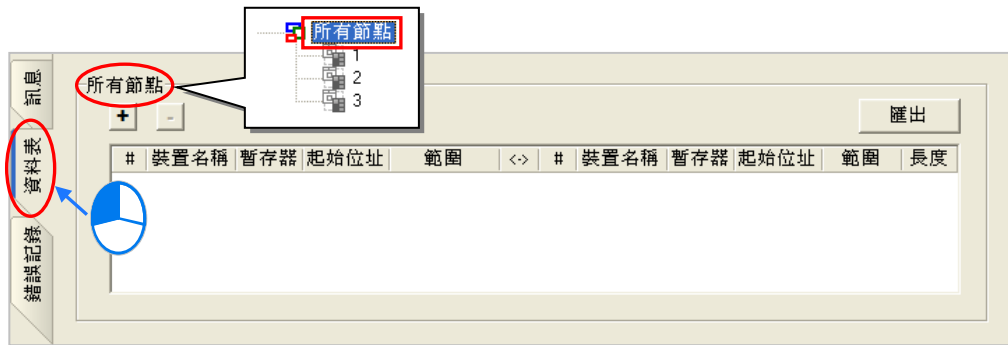 所有節點
1
2
3
訊息
資料表
錯誤記錄
所有節點
+ -
匯出
# 裝置名稱 暫存器 起始位址 範圍 <-> # 裝置名稱 暫存器 起始位址 範圍 長度